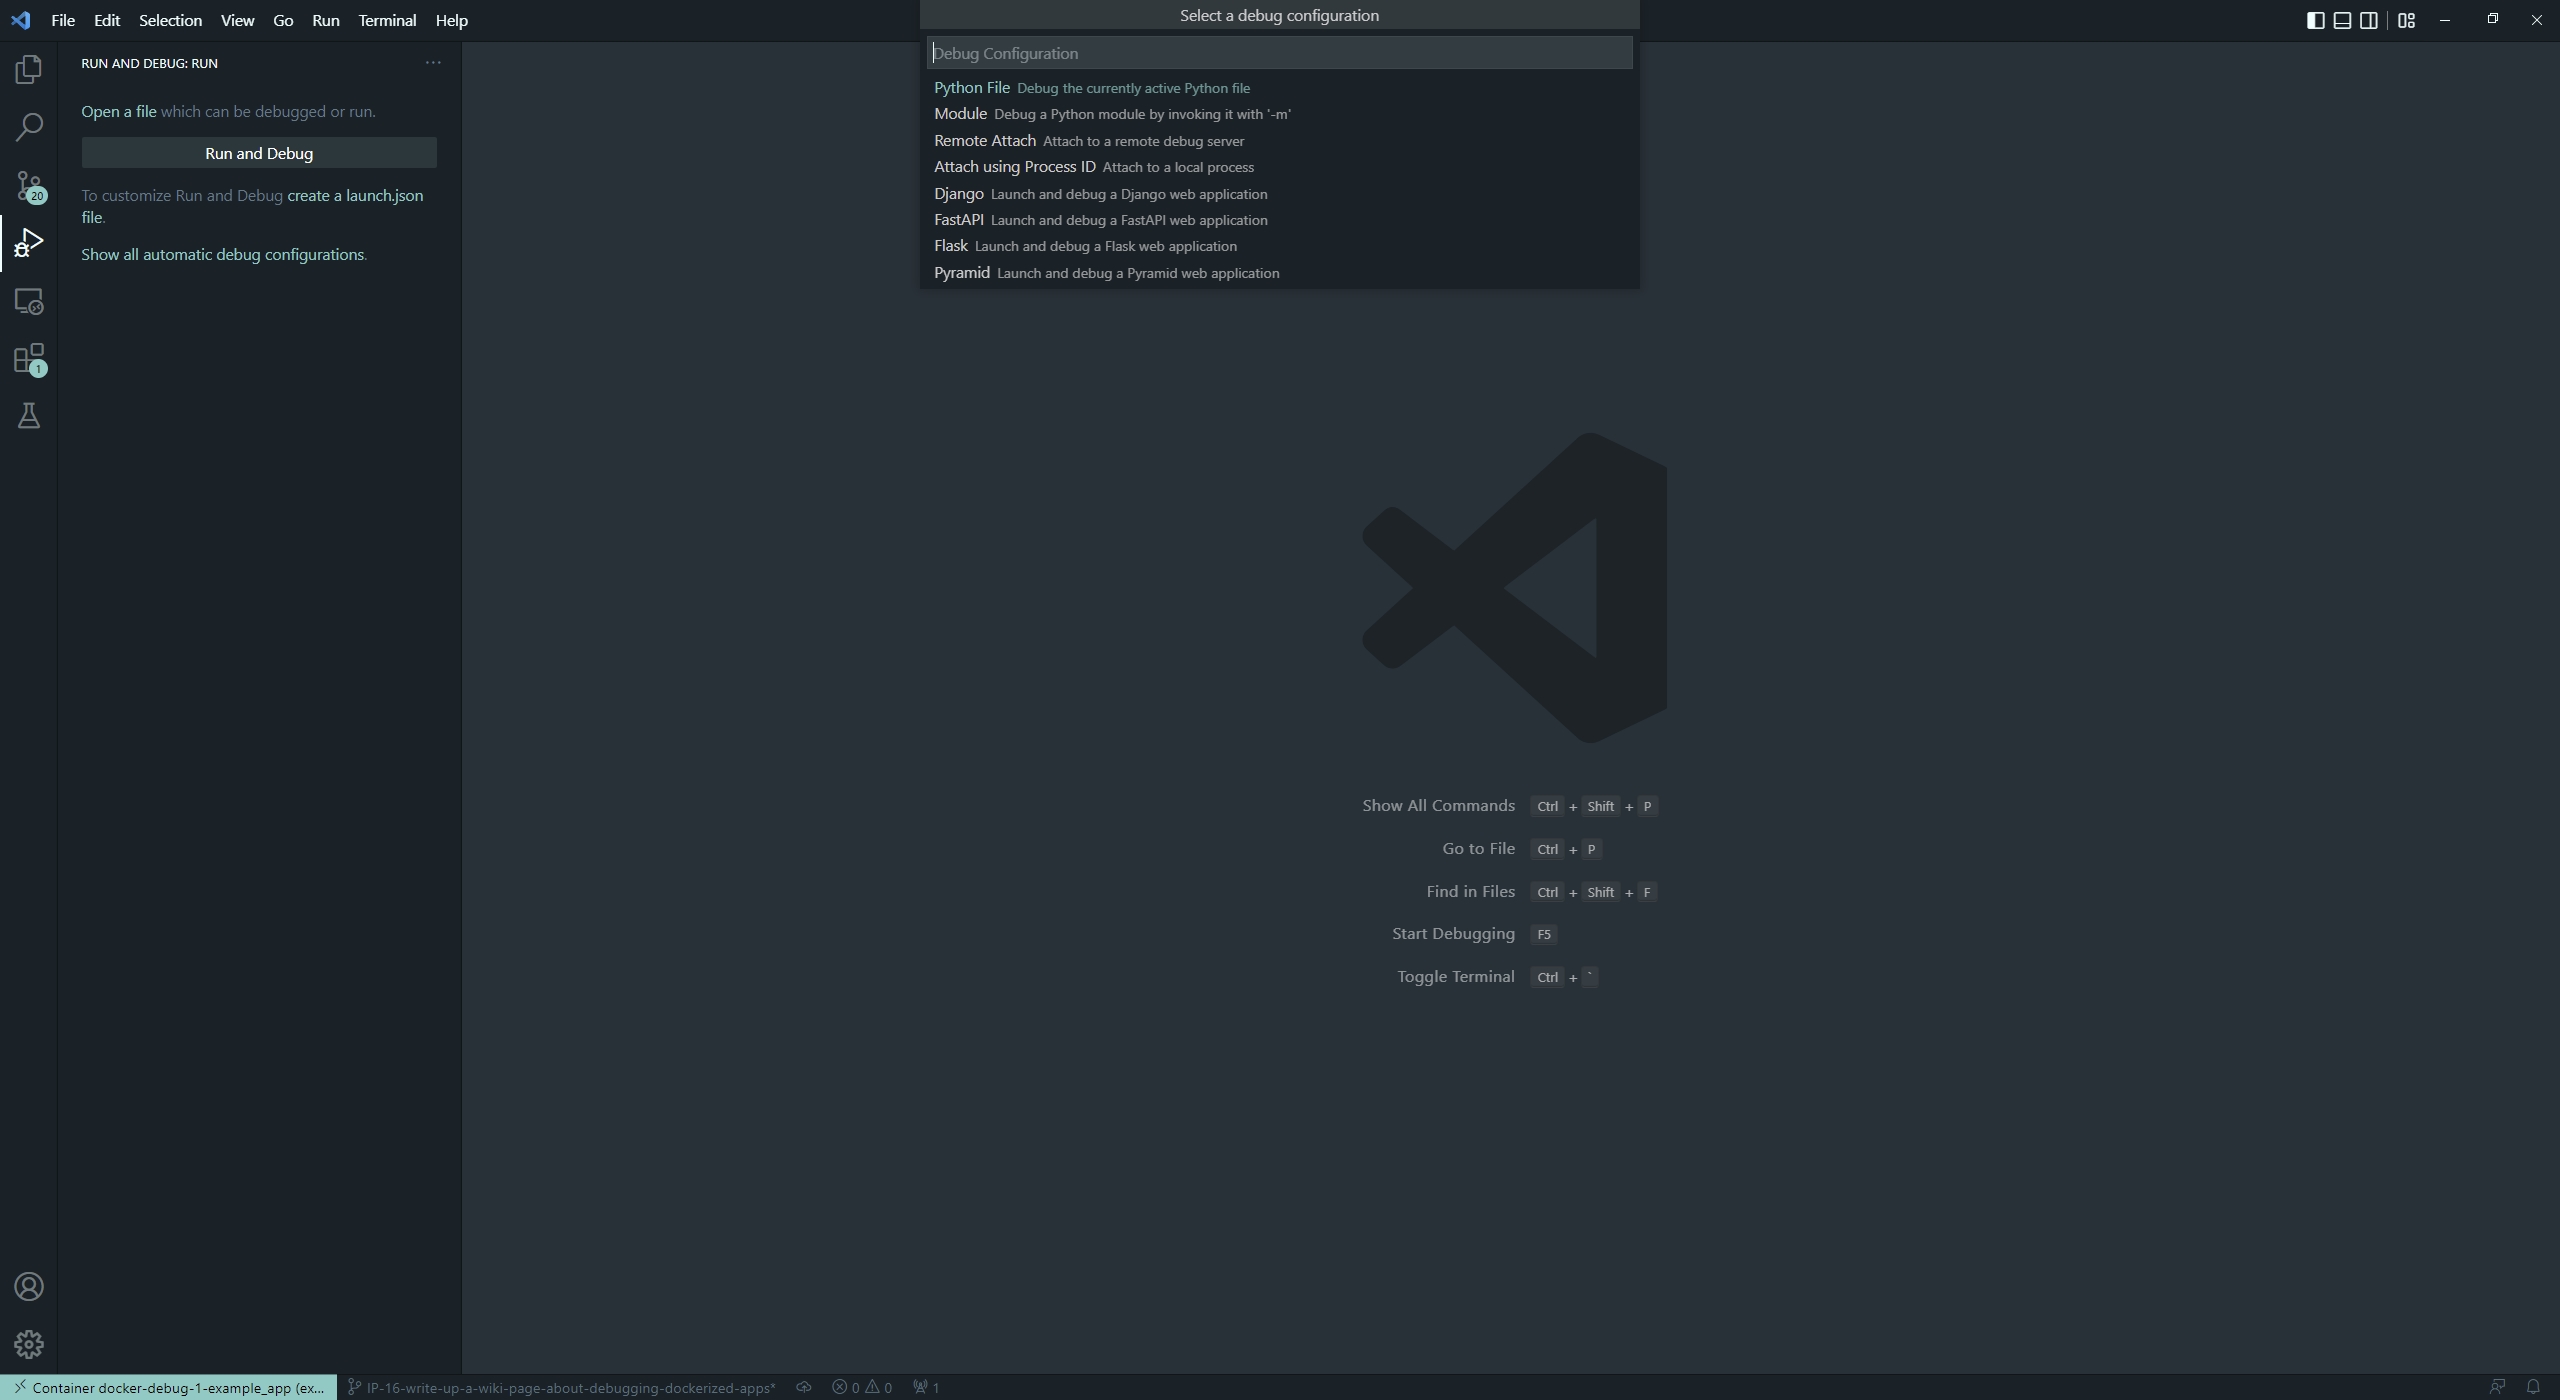 File Edit Selection View Go Run Terminal Help
Select a debug configuration
Debug Configuration
Python File Debug the currently active Python file
Module Debug a Python module by invoking it with '-m'
Remote Attach Attach to a remote debug server
Attach using Process ID Attach to a local process
Django Launch and debug a Django web application
FastAPI Launch and debug a FastAPI web application
Flask Launch and debug a Flask web application
Pyramid Launch and debug a Pyramid web application
RUN AND DEBUG: RUN
Open a file which can be debugged or run.
Run and Debug
To customize Run and Debug create a launch.json
file.
Show all automatic debug configurations.
20
1
Show All Commands Ctrl + Shift + P
Go to File Ctrl + P
Find in Files Ctrl + Shift + F
Start Debugging F5
Toggle Terminal Ctrl + `
Container docker-debug-1-example_app (ex... IP-16-write-up-a-wiki-page-about-debugging-dockerized-apps* 0 0 1